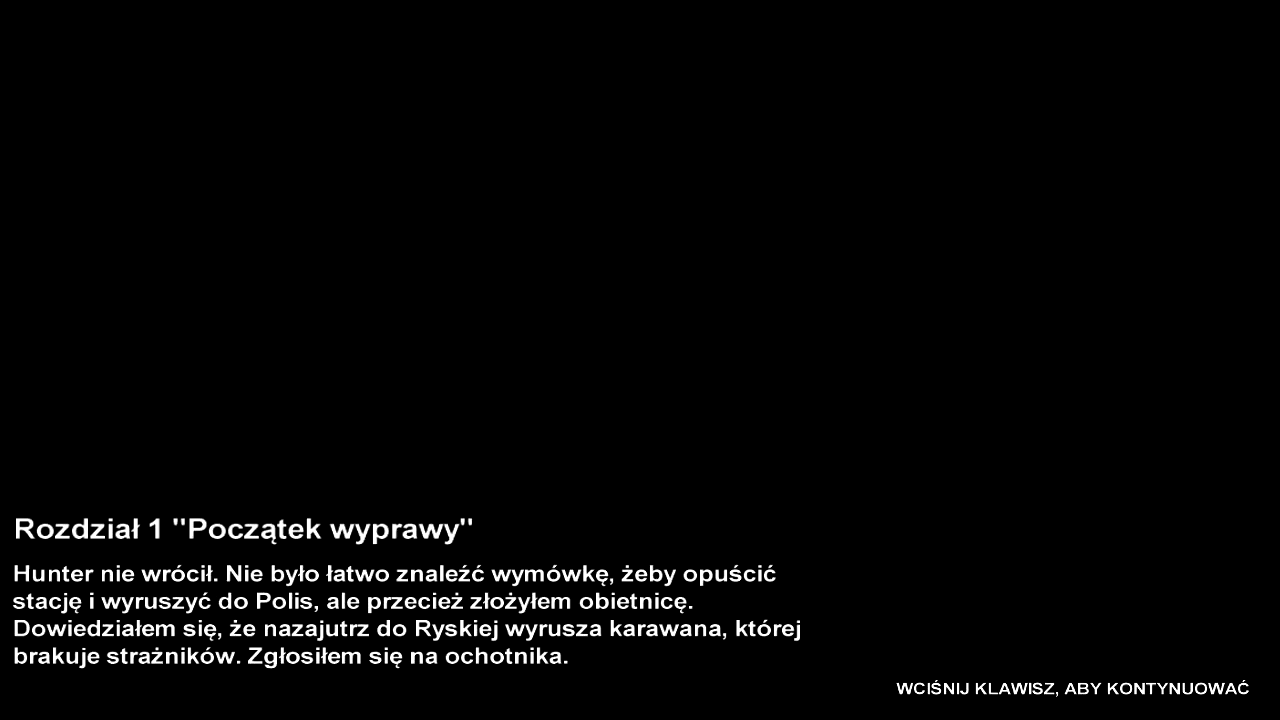 Rozdział 1 "Początek wyprawy"
Hunter nie wrócił. Nie było łatwo znaleźć wymówkę, żeby opuścić
stację i wyruszyć do Polis, ale przecież złożyłem obietnicę.
Dowiedziałem się, że nazajutrz do Ryskiej wyrusza karawana, której
brakuje strażników. Zgłosiłem się na ochotnika.
WCIŚNIJ KLAWISZ, ABY KONTYNUOWAĆ